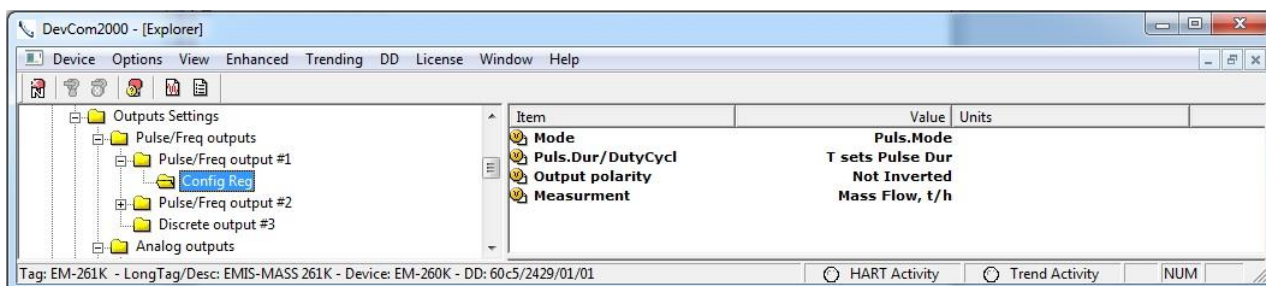 DevCom2000 - [Explorer]
Device Options View Enhanced Trending DD License Window Help
Outputs Settings
Pulse/Freq outputs
Pulse/Freq output #1
Config Reg
Pulse/Freq output #2
Discrete output #3
Analog outputs
Item Value Units
Mode Puls.Mode
Puls.Dur/DutyCycl T sets Pulse Dur
Output polarity Not Inverted
Measurment Mass Flow, t/h
Tag: EM-261K - LongTag/Desc: EMIS-MASS 261K - Device: EM-260K - DD: 60c5/2429/01/01 HART Activity Trend Activity NUM